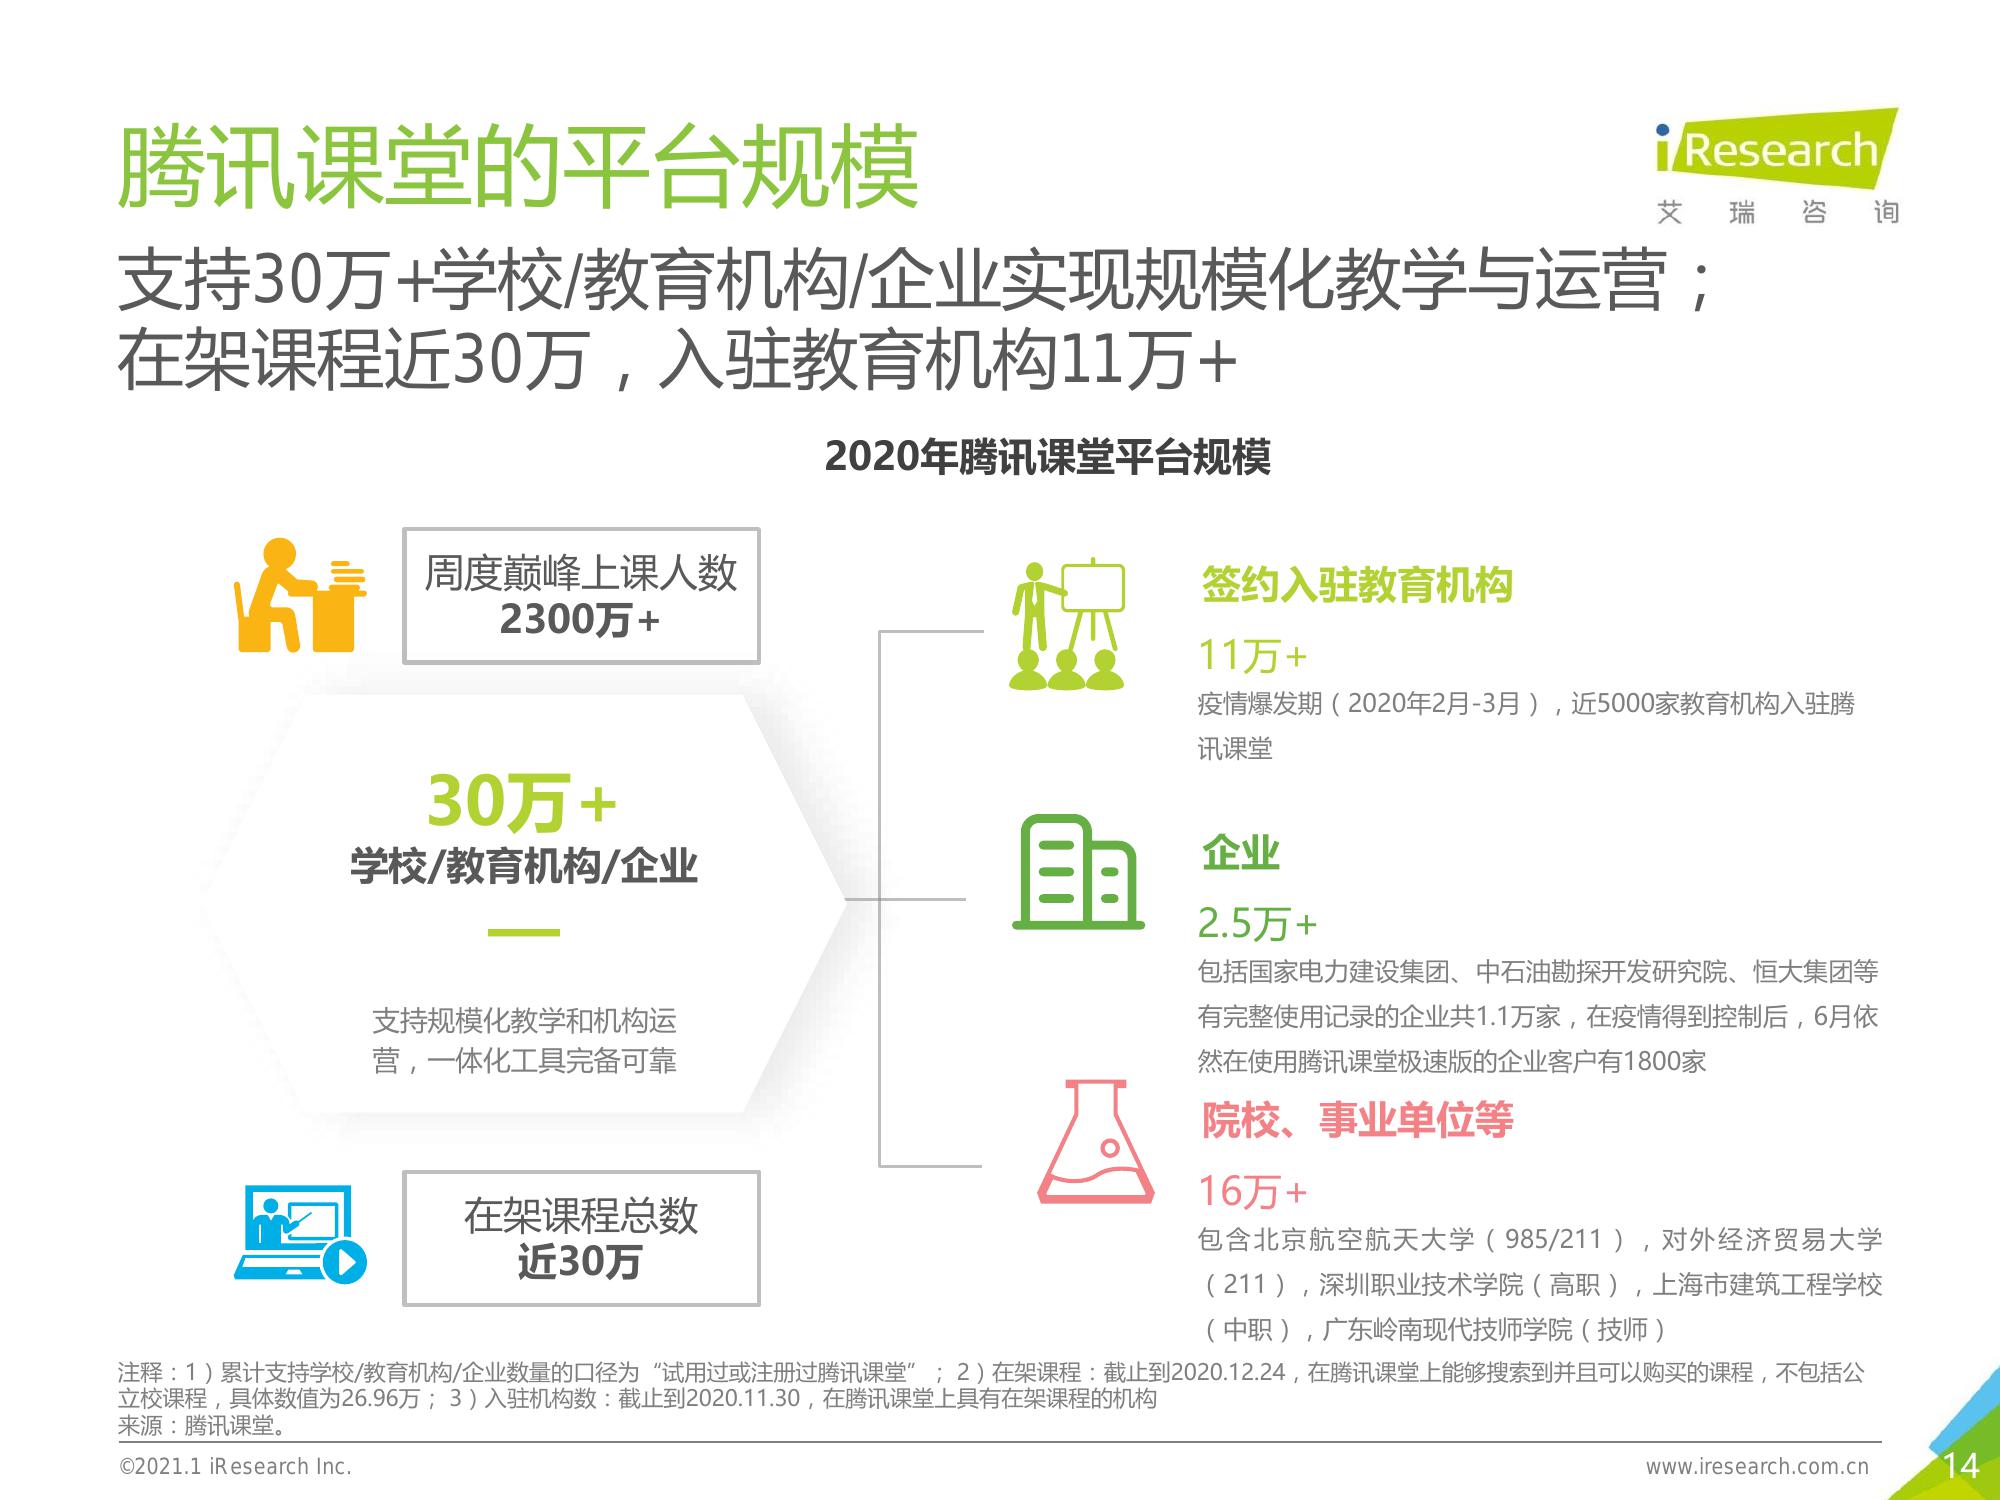 腾讯课堂的平台规模
iResearch
艾瑞咨询
支持30万+学校/教育机构/企业实现规模化教学与运营；
在架课程近30万，入驻教育机构11万+
2020年腾讯课堂平台规模
周度巅峰上课人数
2300万+
30万+
学校/教育机构/企业
支持规模化教学和机构运
营，一体化工具完备可靠
在架课程总数
近30万
签约入驻教育机构
11万+
疫情爆发期（2020年2月-3月），近5000家教育机构入驻腾
讯课堂
企业
2.5万+
包括国家电力建设集团、中石油勘探开发研究院、恒大集团等
有完整使用记录的企业共1.1万家，在疫情得到控制后，6月依
然在使用腾讯课堂极速版的企业客户有1800家
院校、事业单位等
16万+
包含北京航空航天大学（985/211），对外经济贸易大学
（211），深圳职业技术学院（高职），上海市建筑工程学校
（中职），广东岭南现代技师学院（技师）
注释：1）累计支持学校/教育机构/企业数量的口径为“试用过或注册过腾讯课堂”；2）在架课程：截止到2020.12.24，在腾讯课堂上能够搜索到并且可以购买的课程，不包括公
立校课程，具体数值为26.96万；3）入驻机构数：截止到2020.11.30，在腾讯课堂上具有在架课程的机构
来源：腾讯课堂。
©2021.1 iResearch Inc.
www.iresearch.com.cn
14